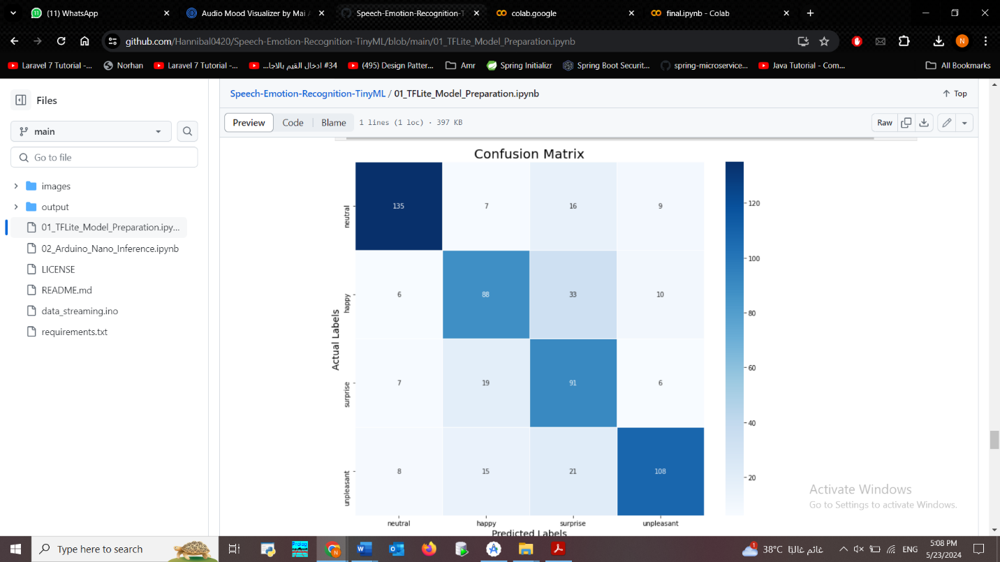 (11) WhatsApp
Audio Mood Visualizer by Mai A
Speech-Emotion-Recognition-T
colab.google
final.ipynb - Colab
github.com/Hannibal0420/Speech-Emotion-Recognition-TinyML/blob/main/01_TFLite_Model_Preparation.ipynb
N
Laravel 7 Tutorial -...
Norhan
Laravel 7 Tutorial -...
#34 ادخال القيم بالاجا...
(495) Design Patter...
Amr
Spring Initializr
Spring Boot Securit...
spring-microservice...
Java Tutorial - Com...
All Bookmarks
Files
main
Go to file
images
output
01_TFLite_Model_Preparation.ipy...
02_Arduino_Nano_Inference.ipynb
LICENSE
README.md
data_streaming.ino
requirements.txt
Speech-Emotion-Recognition-TinyML / 01_TFLite_Model_Preparation.ipynb
Top
Preview Code Blame 1 lines (1 loc) · 397 KB
Raw
Confusion Matrix
Actual Labels
neutral 135 7 16 9
happy 6 88 33 10
surprise 7 19 91 6
unpleasant 8 15 21 108
neutral happy surprise unpleasant
Predicted Labels
120
100
80
60
40
20
Activate Windows
Go to Settings to activate Windows.
Type here to search
Prolog
N
1
38°C غائم غالبًا
ENG
5:08 PM
5/23/2024